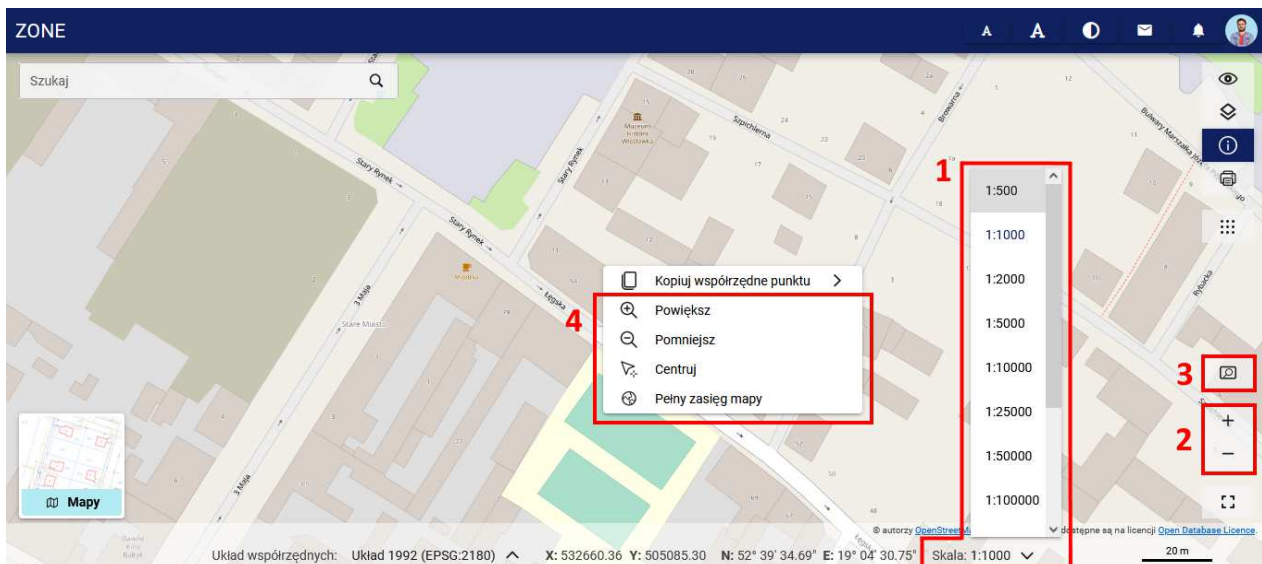 ZONE
A A
Szukaj
Stary Rynek →
Stary Rynek
Stary Rynek →
Muzeum
Historii
Włocławka
Szpichlerna
Browarna
Bulwary Marszałka
Rybacka
3 Maja
3 Maja
Stare Miasto
→ Łęgska
1
1:500
1:1000
1:2000
1:5000
1:10000
1:25000
1:50000
1:100000
Kopiuj współrzędne punktu
4
Powiększ
Pomniejsz
Centruj
Pełny zasięg mapy
3
2
+
−
Mapy
© autorzy OpenStreetM
dostępne są na licencji Open Database Licence.
Układ współrzędnych: Układ 1992 (EPSG:2180) X: 532660.36 Y: 505085.30 N: 52° 39' 34.69" E: 19° 04' 30.75" Skala: 1:1000 20 m